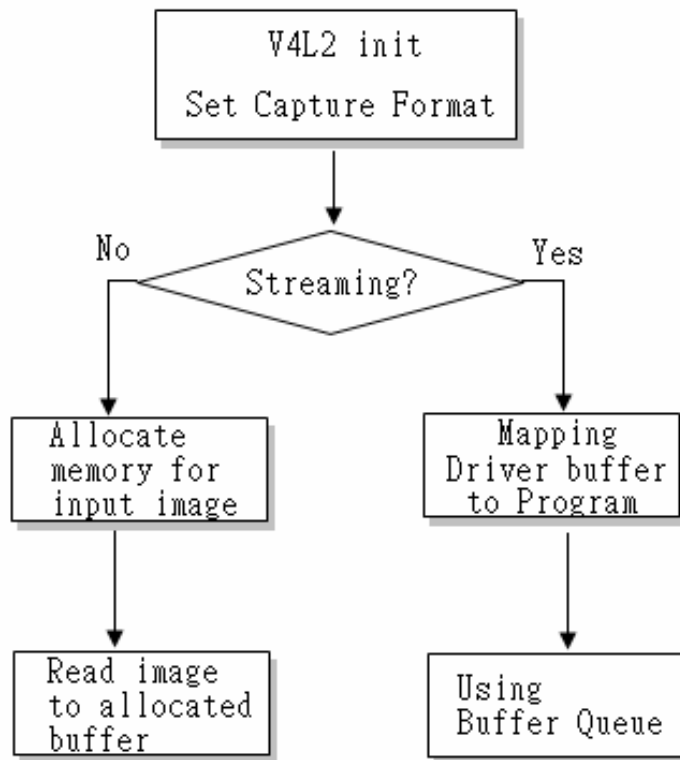 V4L2 init
Set Capture Format
No
Yes
Streaming?
Allocate
memory for
input image
Mapping
Driver buffer
to Program
Read image
to allocated
buffer
Using
Buffer Queue